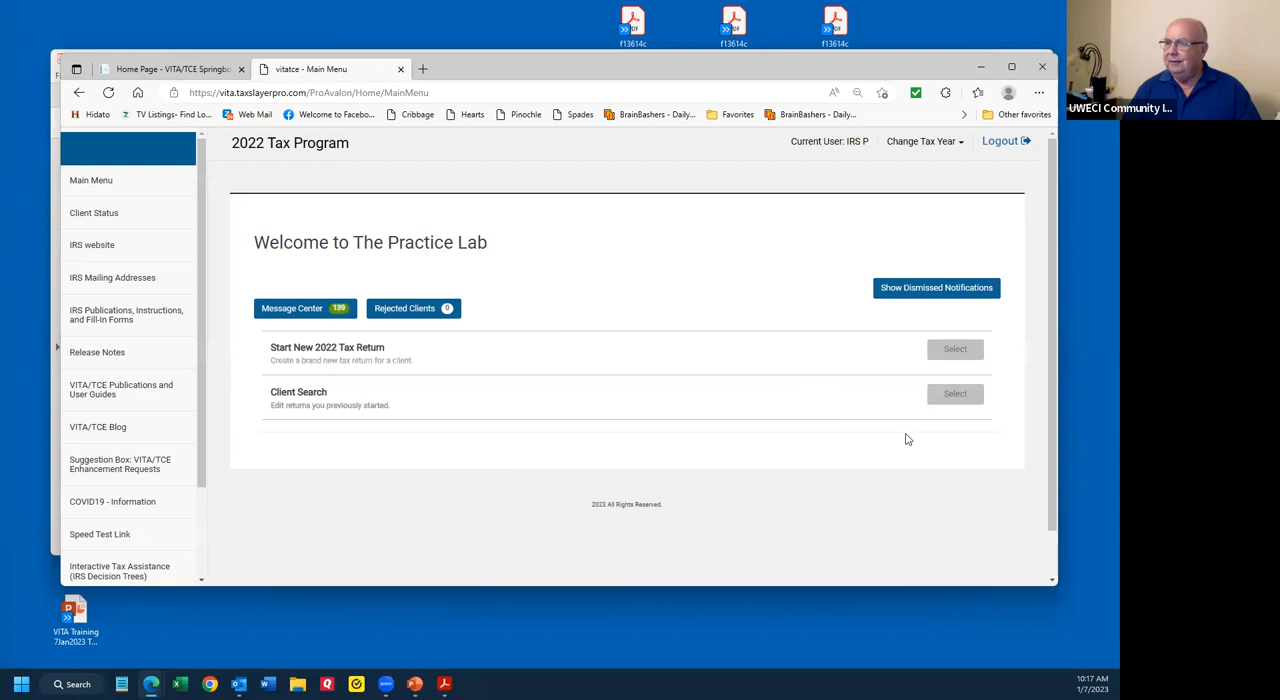 f13614c
f13614c
f13614c
UWECI Community I...
Home Page - VITA/TCE Springbo
vitatce - Main Menu
https://vita.taxslayerpro.com/ProAvalon/Home/MainMenu
Hidato
TV Listings- Find Lo...
Web Mail
Welcome to Facebo...
Cribbage
Hearts
Pinochle
Spades
BrainBashers - Daily,...
Favorites
BrainBashers - Daily,...
Other favorites
2022 Tax Program
Current User: IRS P
Change Tax Year
Logout
Main Menu
Client Status
IRS website
IRS Mailing Addresses
IRS Publications, Instructions,
and Fill-In Forms
Release Notes
VITA/TCE Publications and
User Guides
VITA/TCE Blog
Suggestion Box: VITA/TCE
Enhancement Requests
COVID19 - Information
Speed Test Link
Interactive Tax Assistance
(IRS Decision Trees)
Welcome to The Practice Lab
Show Dismissed Notifications
Message Center 139
Rejected Clients 0
Start New 2022 Tax Return
Create a brand new tax return for a client.
Select
Client Search
Edit returns you previously started.
Select
2023 All Rights Reserved.
VITA Training
7Jan2023 T...
Search
10:17 AM
1/7/2023